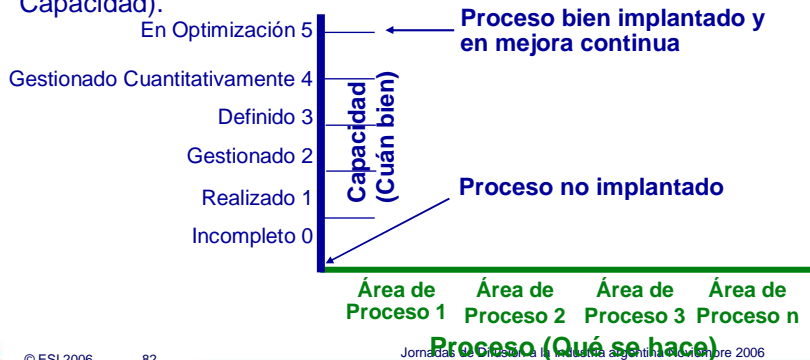 Capacidad).
En Optimización 5
Proceso bien implantado y
en mejora continua
Gestionado Cuantitativamente 4
Definido 3
Gestionado 2
Realizado 1
Incompleto 0
Capacidad
(Cuán bien)
Proceso no implantado
Área de
Proceso 1
Área de
Proceso 2
Área de
Proceso 3
Área de
Proceso n
Proceso (Qué se hace)
© ESI 2006
82
Jornadas de Difusión a la Industria argentina Noviembre 2006